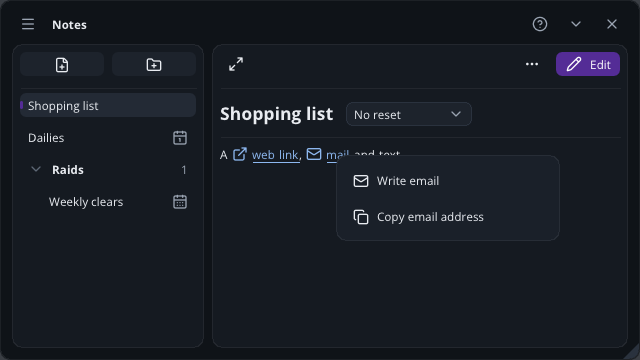 Notes
Edit
Shopping list
Dailies
1
Raids 1
Weekly clears
Shopping list No reset
A web link, mail and text
Write email
Copy email address